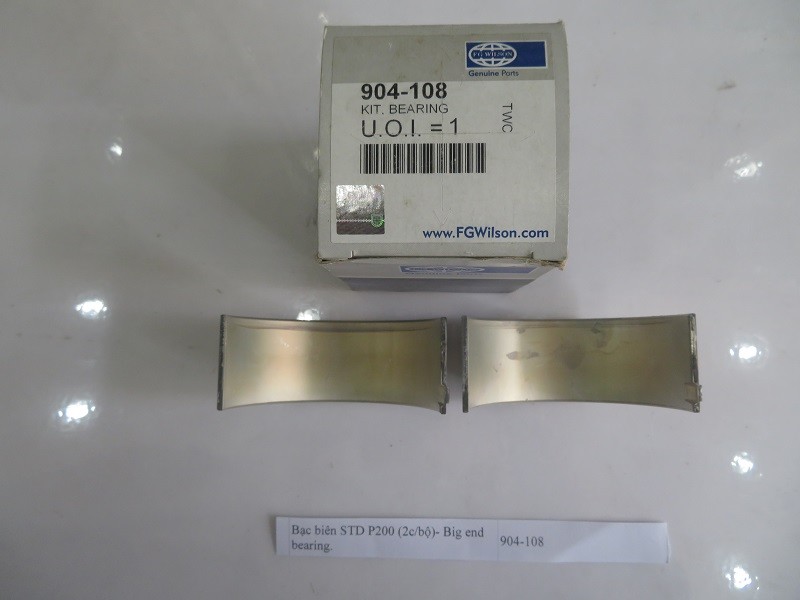 FG WILSON
Genuine Parts
904-108
KIT. BEARING
U.O.I. = 1
TWC
www.FGWilson.com
Bạc biên STD P200 (2c/bộ)- Big end
bearing.
904-108